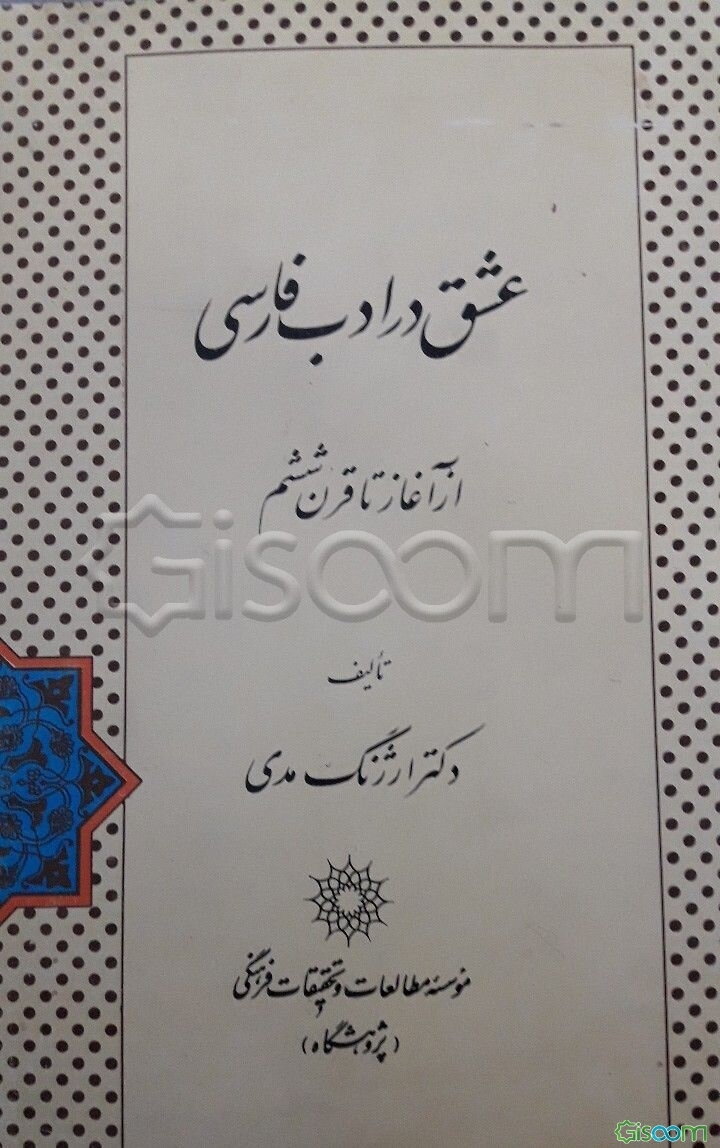 عشق در ادب فارسی
از آغاز تا قرن ششم
Gisoom
تألیف
دکتر ارژنگ مدی
مؤسسهٔ مطالعات و تحقیقات فرهنگی
(پژوهشگاه)
Gisoom